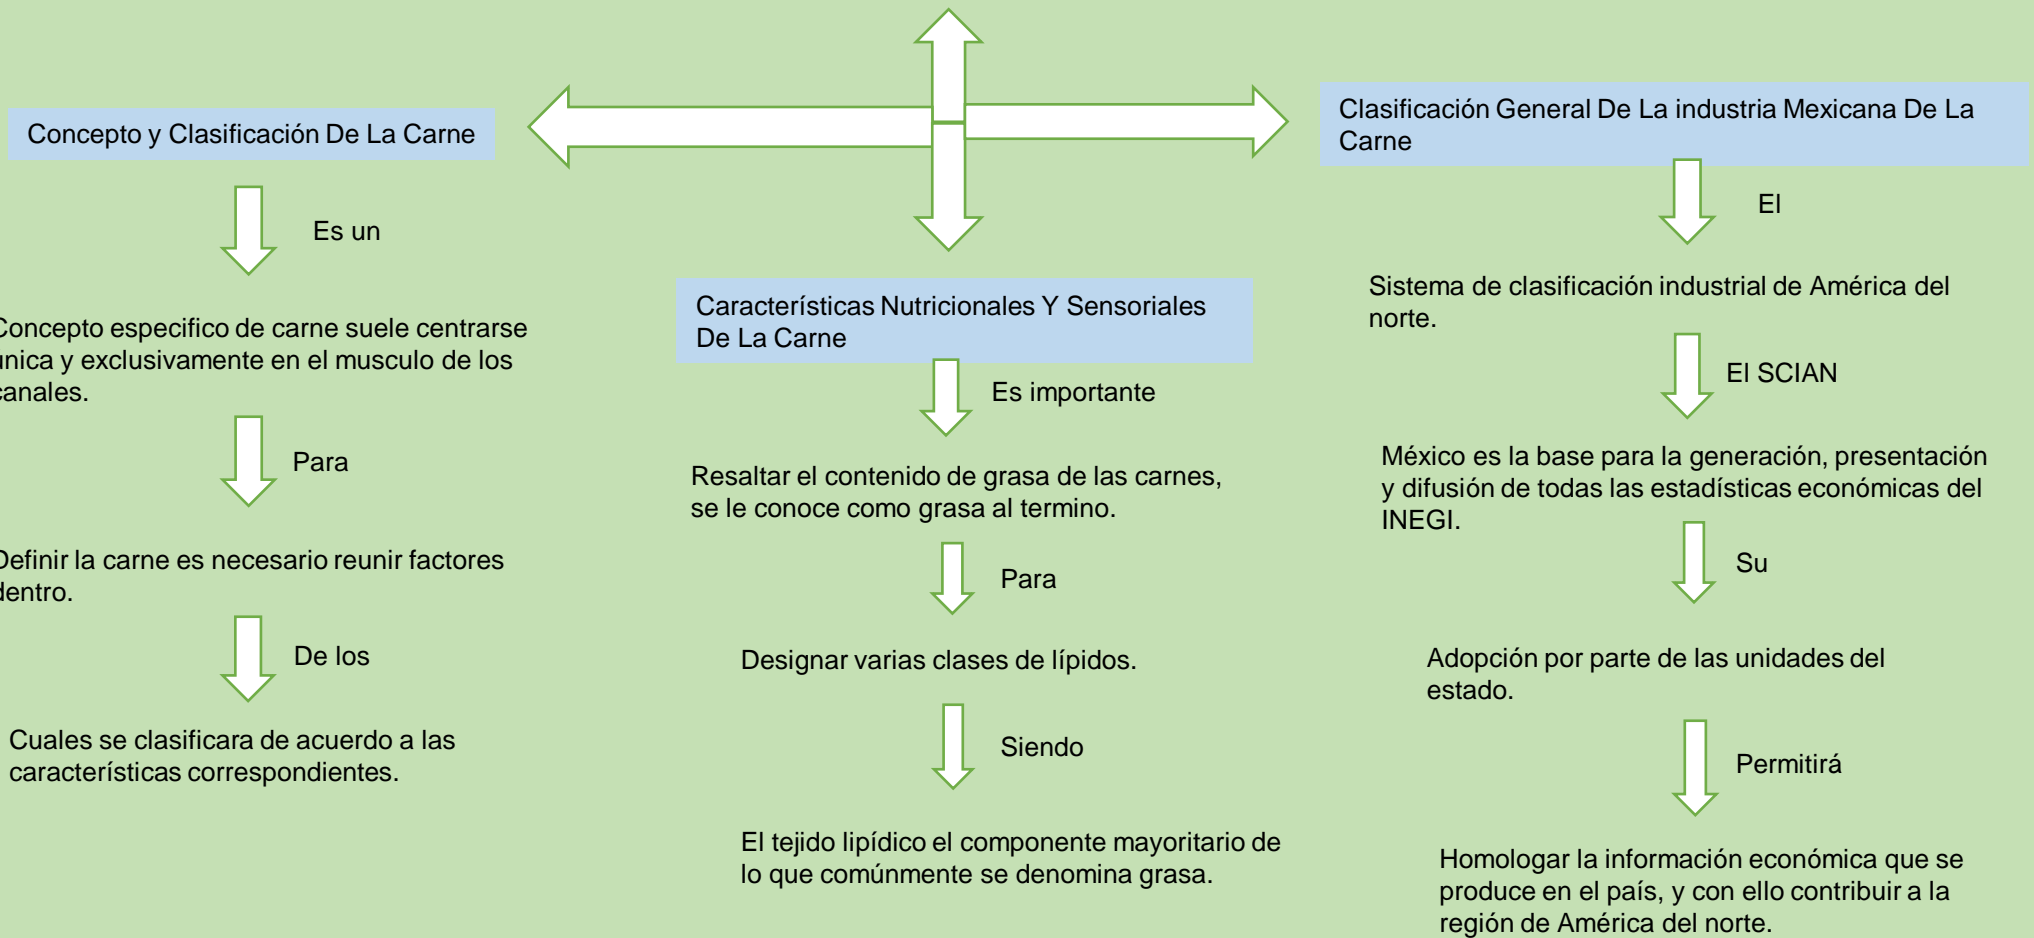 Concepto y Clasificación De La Carne
Es un
Concepto especifico de carne suele centrarse
única y exclusivamente en el musculo de los
canales.
Para
Definir la carne es necesario reunir factores
dentro.
De los
Cuales se clasificara de acuerdo a las
características correspondientes.
Características Nutricionales Y Sensoriales
De La Carne
Es importante
Resaltar el contenido de grasa de las carnes,
se le conoce como grasa al termino.
Para
Designar varias clases de lípidos.
Siendo
El tejido lipídico el componente mayoritario de
lo que comúnmente se denomina grasa.
Clasificación General De La industria Mexicana De La
Carne
El
Sistema de clasificación industrial de América del
norte.
El SCIAN
México es la base para la generación, presentación
y difusión de todas las estadísticas económicas del
INEGI.
Su
Adopción por parte de las unidades del
estado.
Permitirá
Homologar la información económica que se
produce en el país, y con ello contribuir a la
región de América del norte.